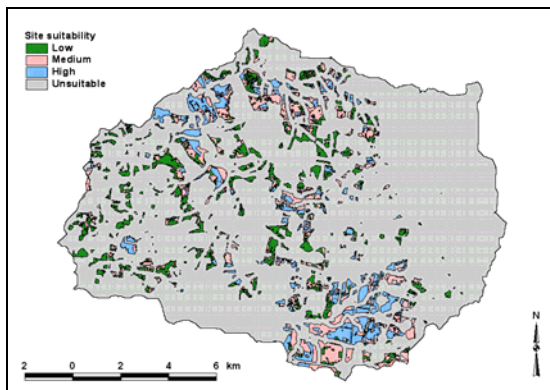 Site suitability
Low
Medium
High
Unsuitable
N
2 0 2 4 6 km